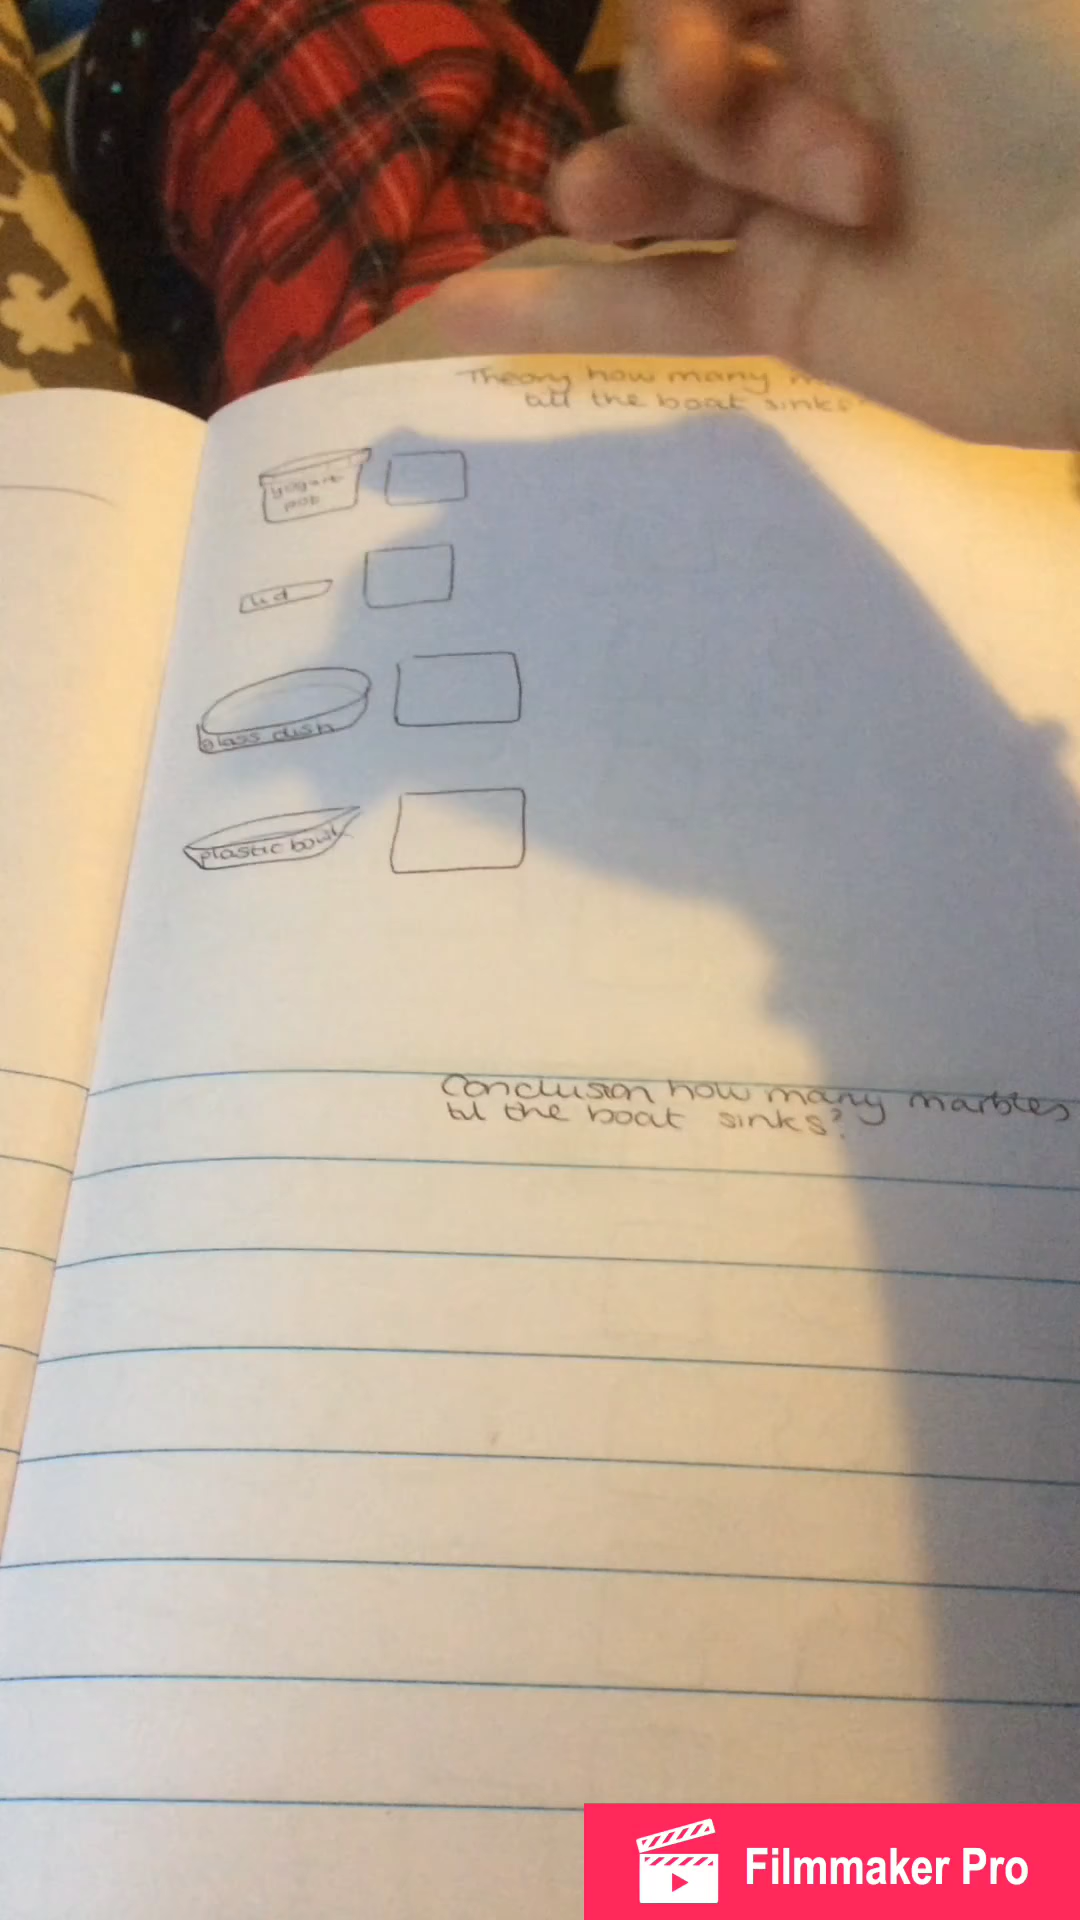 Theory how many
till the boat sinks?
yogurt
pot
lid
glass dish
plastic bowl
Conclusion how many marbles
til the boat sinks?
Filmmaker Pro